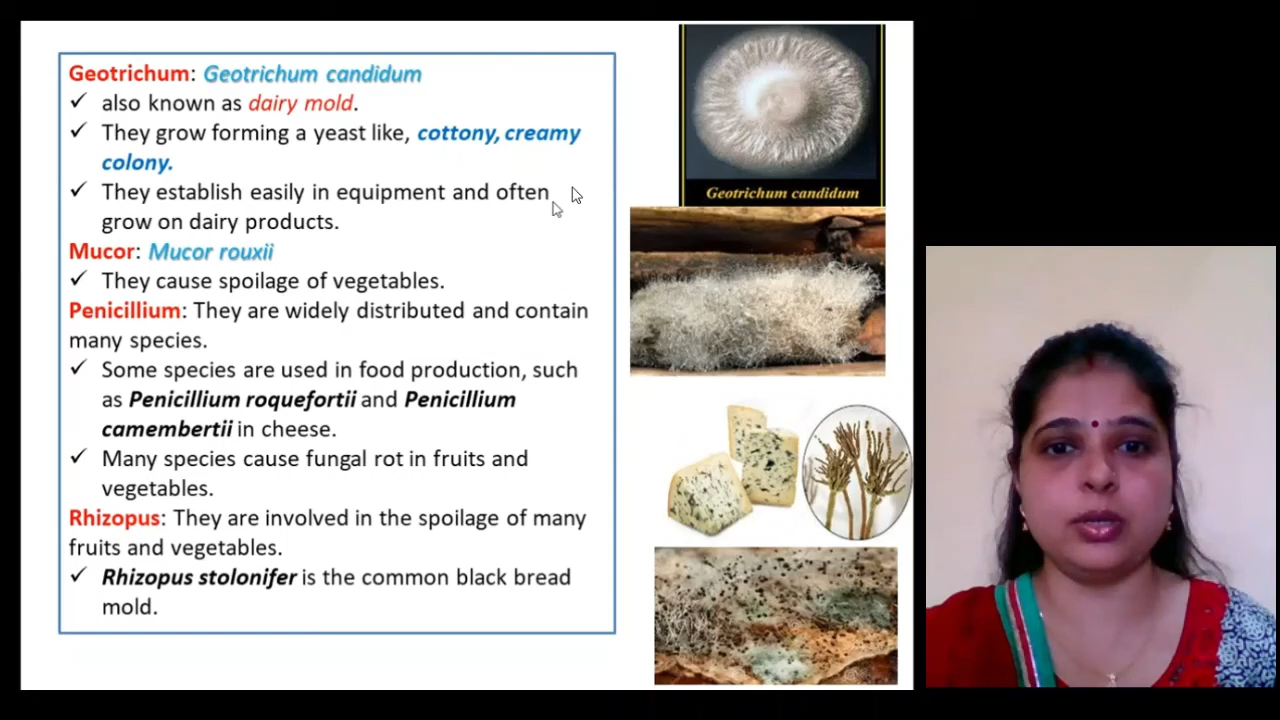 Geotrichum: Geotrichum candidum
✓ also known as dairy mold.
✓ They grow forming a yeast like, cottony, creamy
colony.
✓ They establish easily in equipment and often
grow on dairy products.
Mucor: Mucor rouxii
✓ They cause spoilage of vegetables.
Penicillium: They are widely distributed and contain
many species.
✓ Some species are used in food production, such
as Penicillium roquefortii and Penicillium
camembertii in cheese.
✓ Many species cause fungal rot in fruits and
vegetables.
Rhizopus: They are involved in the spoilage of many
fruits and vegetables.
✓ Rhizopus stolonifer is the common black bread
mold.
Geotrichum candidum